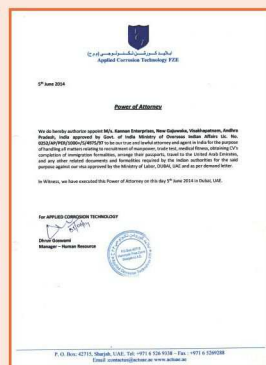 Applied Corrosion Technology FZE
5th June 2014
Power of Attorney
We do hereby authorize appoint M/s. Kannan Enterprises, New Gajuwaka, Visakhapatnam, Andhra
Pradesh, India approved by Govt. of India Ministry of Overseas Indian Affairs Lic. No.
to be our true and lawful attorney and agent in India for the purpose
of handling all matters relating to recruitment of manpower, trade test, medical fitness, obtaining CV's
completion of immigration formalities, arrange their passports, travel to the United Arab Emirates,
and any other related documents and formalities required by the Indian authorities for the said
purpose against our visa approved by the Ministry of Labor, DUBAI, UAE and as per demand letter.
In Witness, we have executed this Power of Attorney on this day 5th June 2014 in Dubai, UAE.
For APPLIED CORROSION TECHNOLOGY
Dhruv Goswami
Manager – Human Resource
P. O. Box: 42715, Sharjah, UAE. Tel: +971 6 526 9338 - Fax : +971 6 5269288